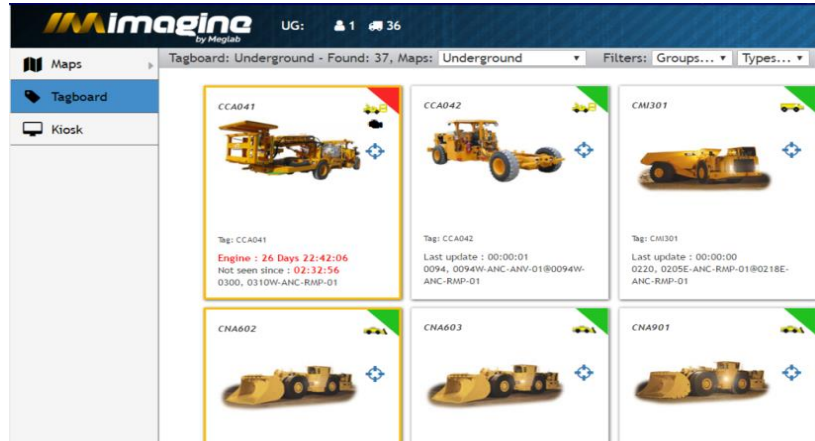 imagine
by Meglab
UG: 1 36
Maps
Tagboard
Kiosk
Tagboard: Underground - Found: 37, Maps: Underground Filters: Groups... Types...
CCA041
Tag: CCA041
Engine : 26 Days 22:42:06
Not seen since : 02:32:56
0300, 0310W-ANC-RMP-01
CCA042
Tag: CCA042
Last update : 00:00:01
0094, 0094W-ANC-ANV-01@0094W-
ANC-RMP-01
CMI301
Tag: CMI301
Last update : 00:00:00
0220, 0205E-ANC-RMP-01@0218E-
ANC-RMP-01
CNA602
CNA603
CNA901